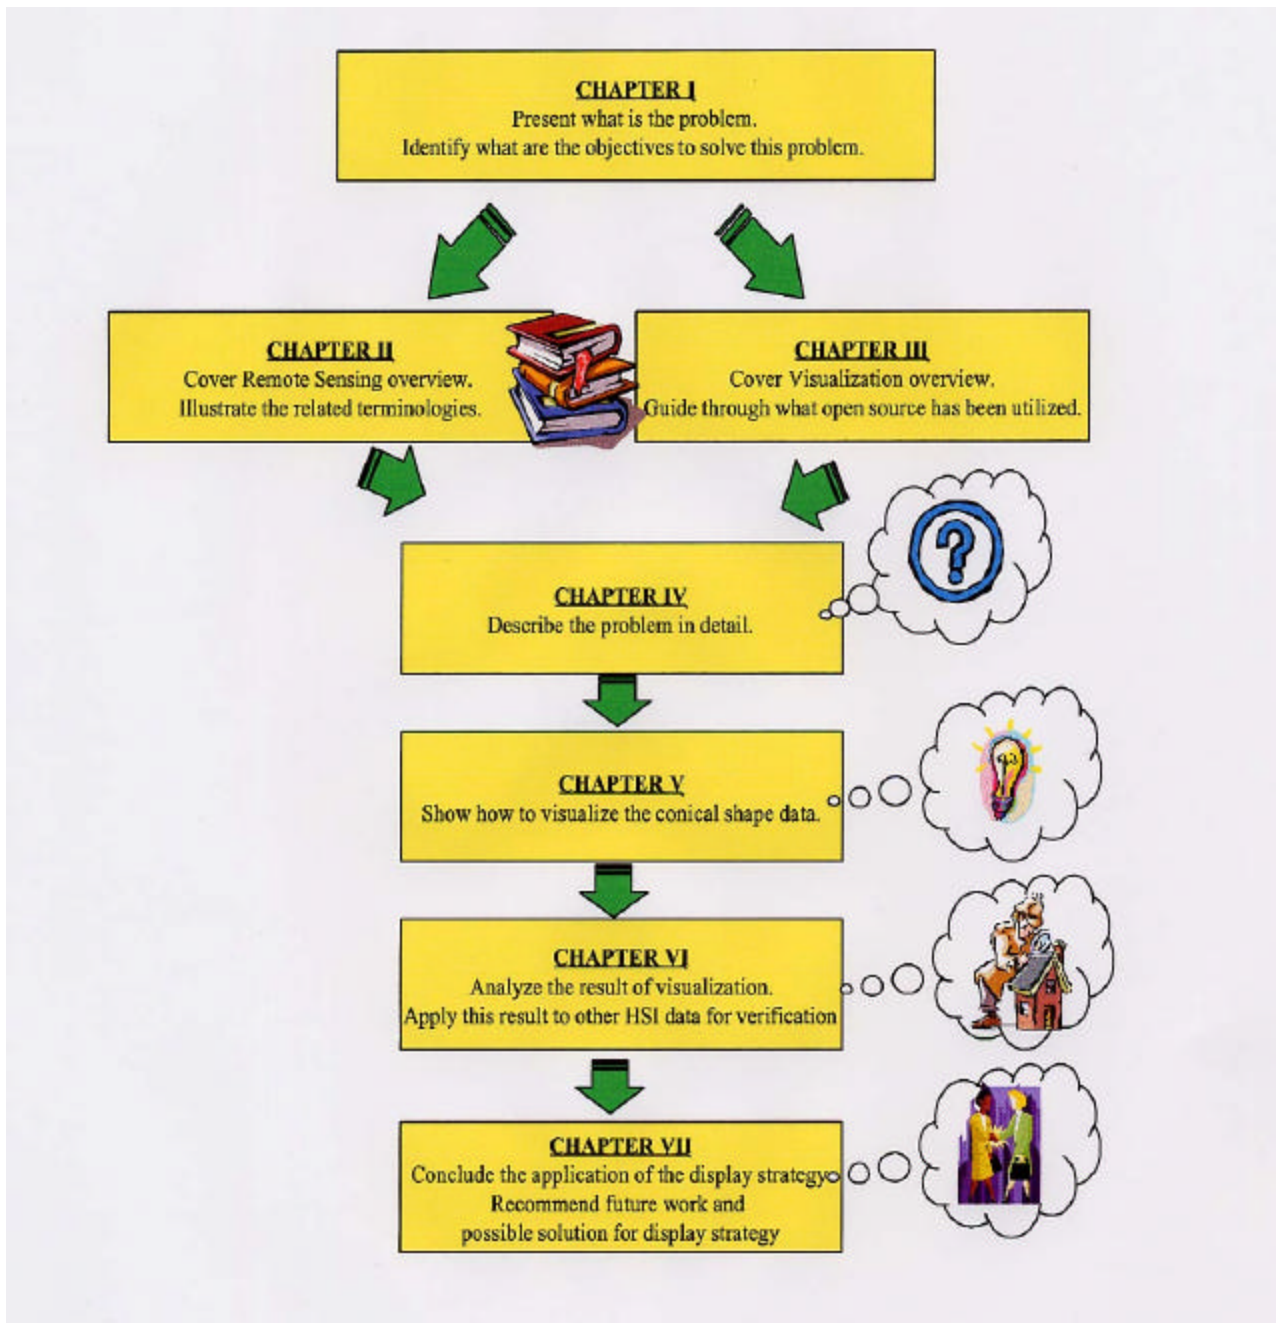 CHAPTER I
Present what is the problem.
Identify what are the objectives to solve this problem.
CHAPTER II
Cover Remote Sensing overview.
Illustrate the related terminologies.
CHAPTER III
Cover Visualization overview.
Guide through what open source has been utilized.
?
CHAPTER IV
Describe the problem in detail.
CHAPTER V
Show how to visualize the conical shape data.
CHAPTER VI
Analyze the result of visualization.
Apply this result to other HSI data for verification
CHAPTER VII
Conclude the application of the display strategy
Recommend future work and
possible solution for display strategy